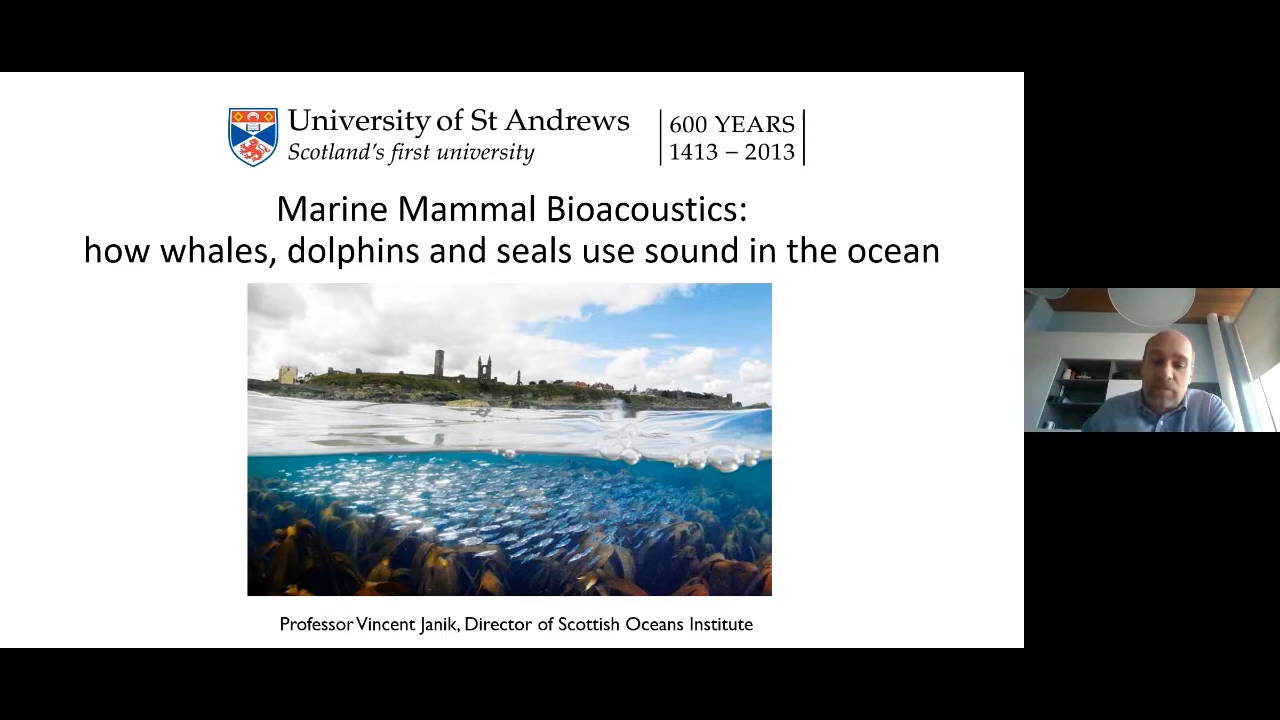 University of St Andrews
Scotland's first university
600 YEARS
1413 – 2013
Marine Mammal Bioacoustics:
how whales, dolphins and seals use sound in the ocean
Professor Vincent Janik, Director of Scottish Oceans Institute